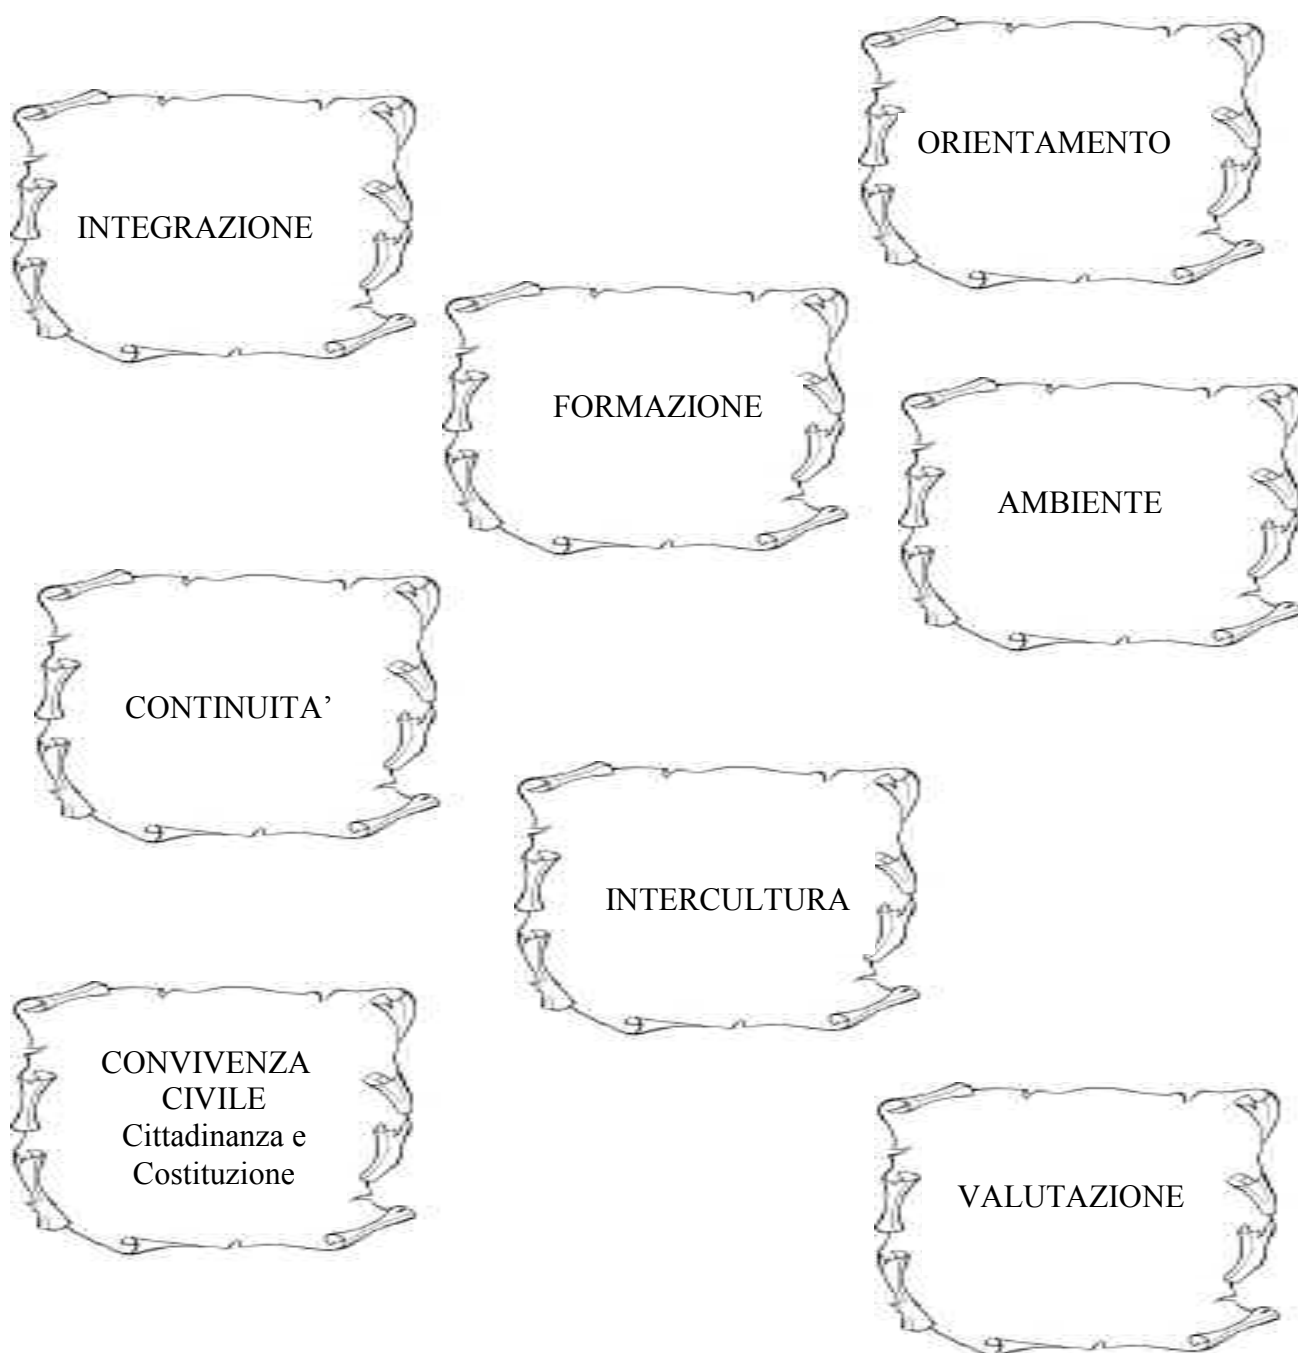 ORIENTAMENTO
INTEGRAZIONE
FORMAZIONE
AMBIENTE
CONTINUITA’
INTERCULTURA
CONVIVENZA
CIVILE
Cittadinanza e
Costituzione
VALUTAZIONE